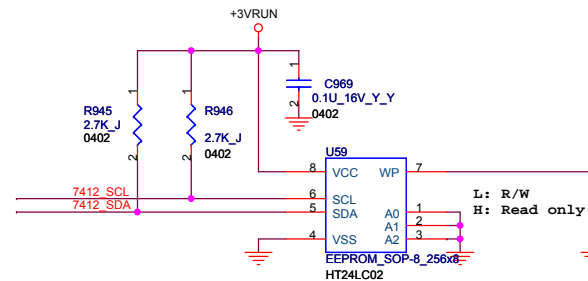 +3VRUN
1
1
1
R945
2.7K_J
0402
2
R946
2.7K_J
0402
2
C969
0.1U_16V_Y_Y
0402
2
U59
8 VCC WP 7
7412_SCL
6 SCL
7412_SDA
5 SDA A0 1
A1 2
4 VSS A2 3
L: R/W
H: Read only
EEPROM_SOP-8_256x8
HT24LC02